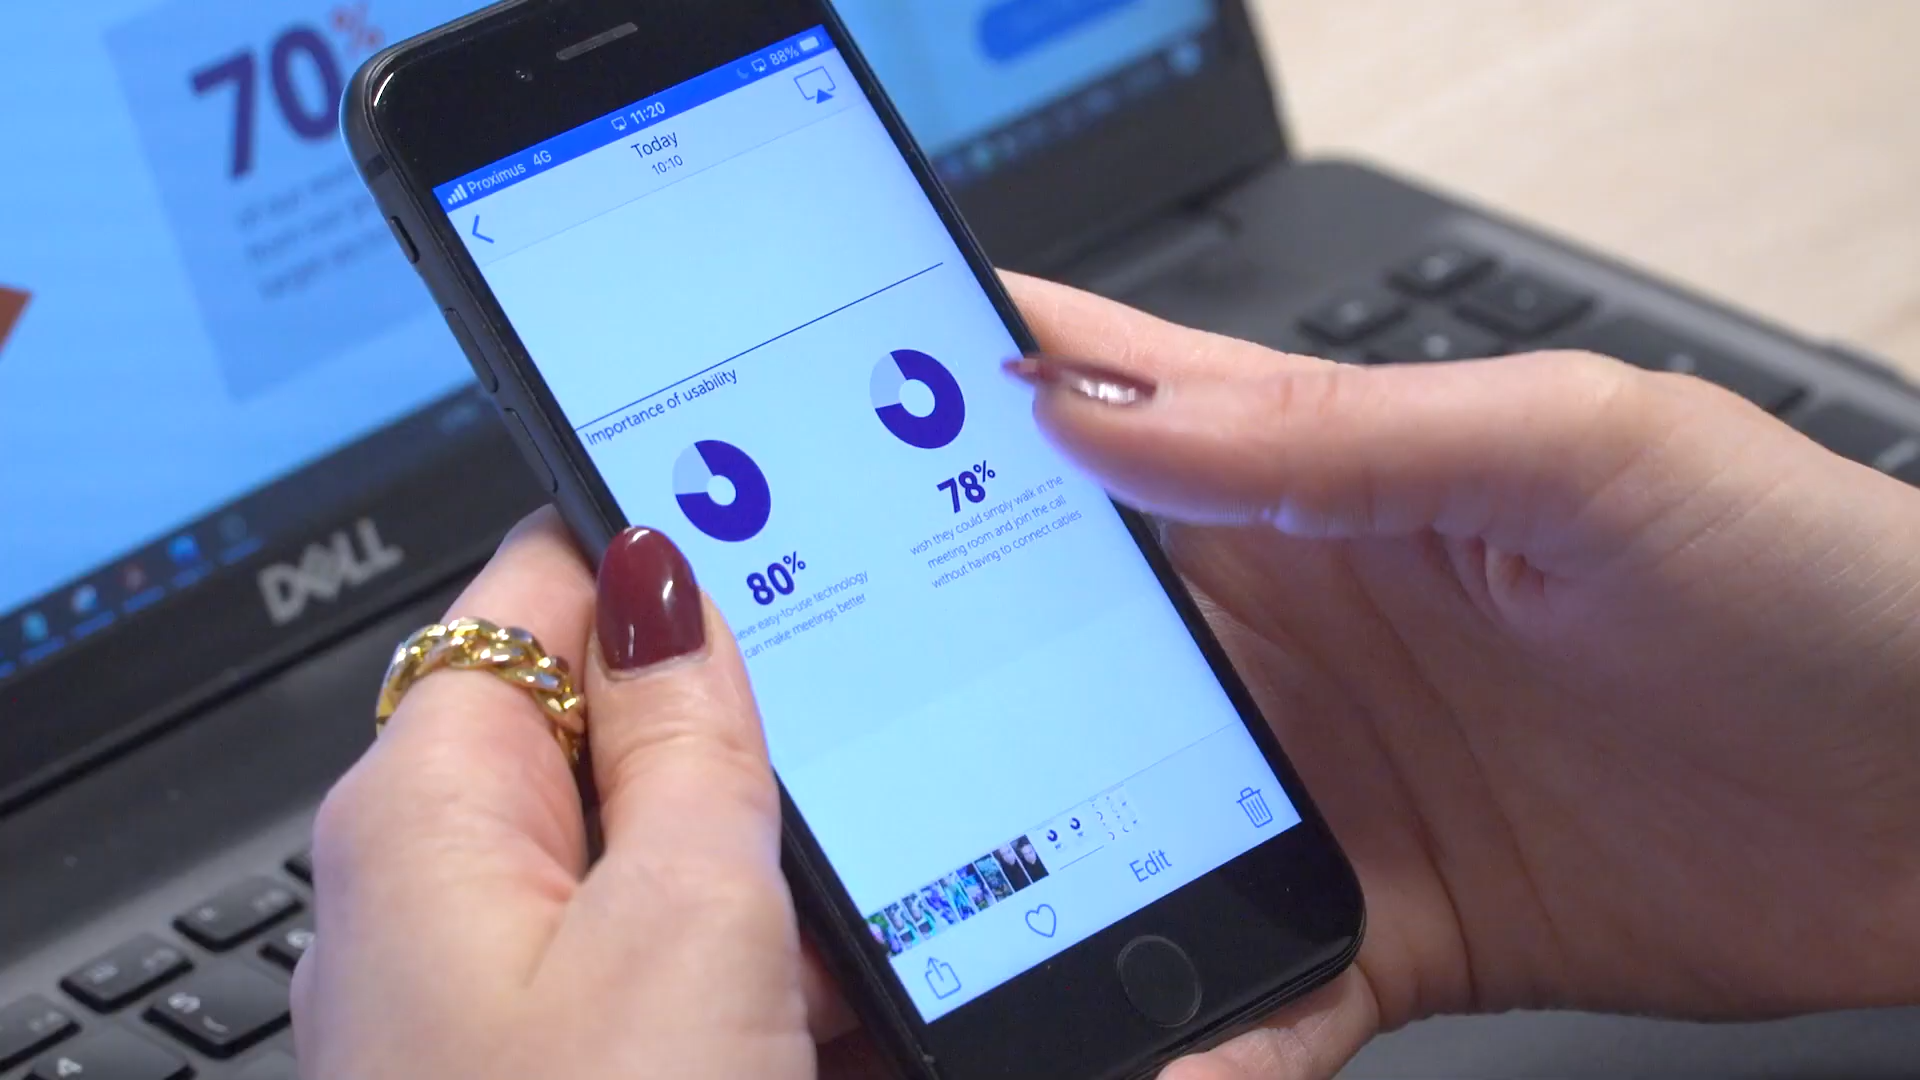 70%
Proximus 4G
11:20
88%
Today
10:10
Importance of usability
80%
easy-to-use technology
can make meetings better
78%
wish they could simply walk in the
meeting room and join the call
without having to connect cables
Edit
DELL
5
4